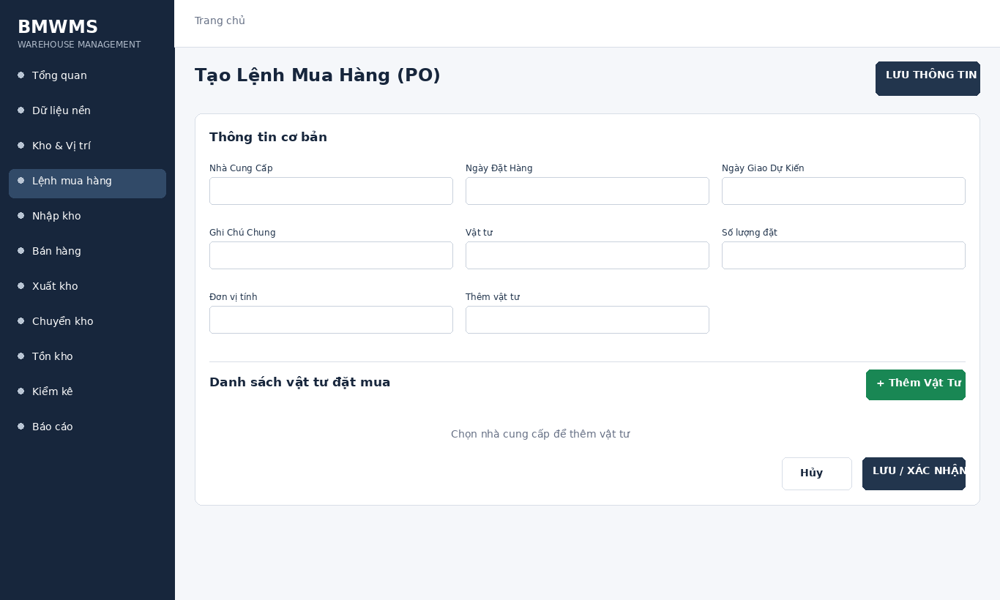 BMWMS
WAREHOUSE MANAGEMENT
Tổng quan
Dữ liệu nền
Kho & Vị trí
Lệnh mua hàng
Nhập kho
Bán hàng
Xuất kho
Chuyển kho
Tồn kho
Kiểm kê
Báo cáo
Trang chủ
Tạo Lệnh Mua Hàng (PO)
LƯU THÔNG TIN
Thông tin cơ bản
Nhà Cung Cấp
Ngày Đặt Hàng
Ngày Giao Dự Kiến
Ghi Chú Chung
Vật tư
Số lượng đặt
Đơn vị tính
Thêm vật tư
Danh sách vật tư đặt mua
+ Thêm Vật Tư
Chọn nhà cung cấp để thêm vật tư
Hủy
LƯU / XÁC NHẬN